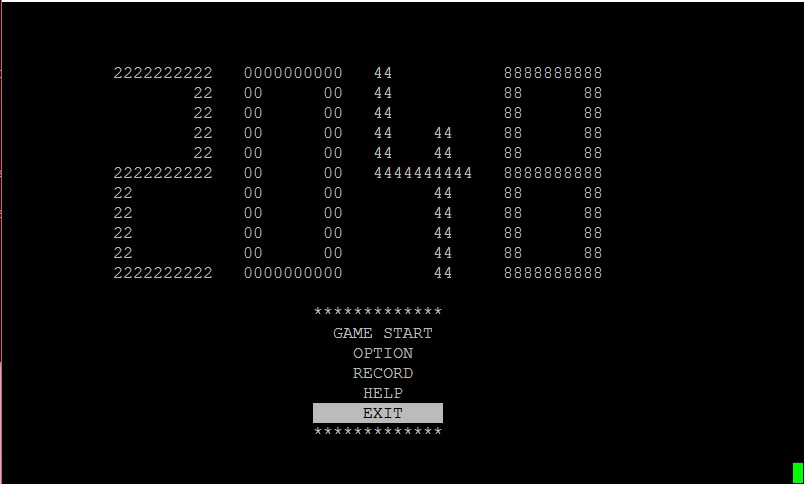 2222222222   0000000000   44           8888888888
        22   00      00   44           88      88
        22   00      00   44           88      88
        22   00      00   44    44     88      88
        22   00      00   44    44     88      88
2222222222   00      00   4444444444   8888888888
22           00      00         44     88      88
22           00      00         44     88      88
22           00      00         44     88      88
22           00      00         44     88      88
2222222222   0000000000         44     8888888888
*************
GAME START
OPTION
RECORD
HELP
EXIT
*************